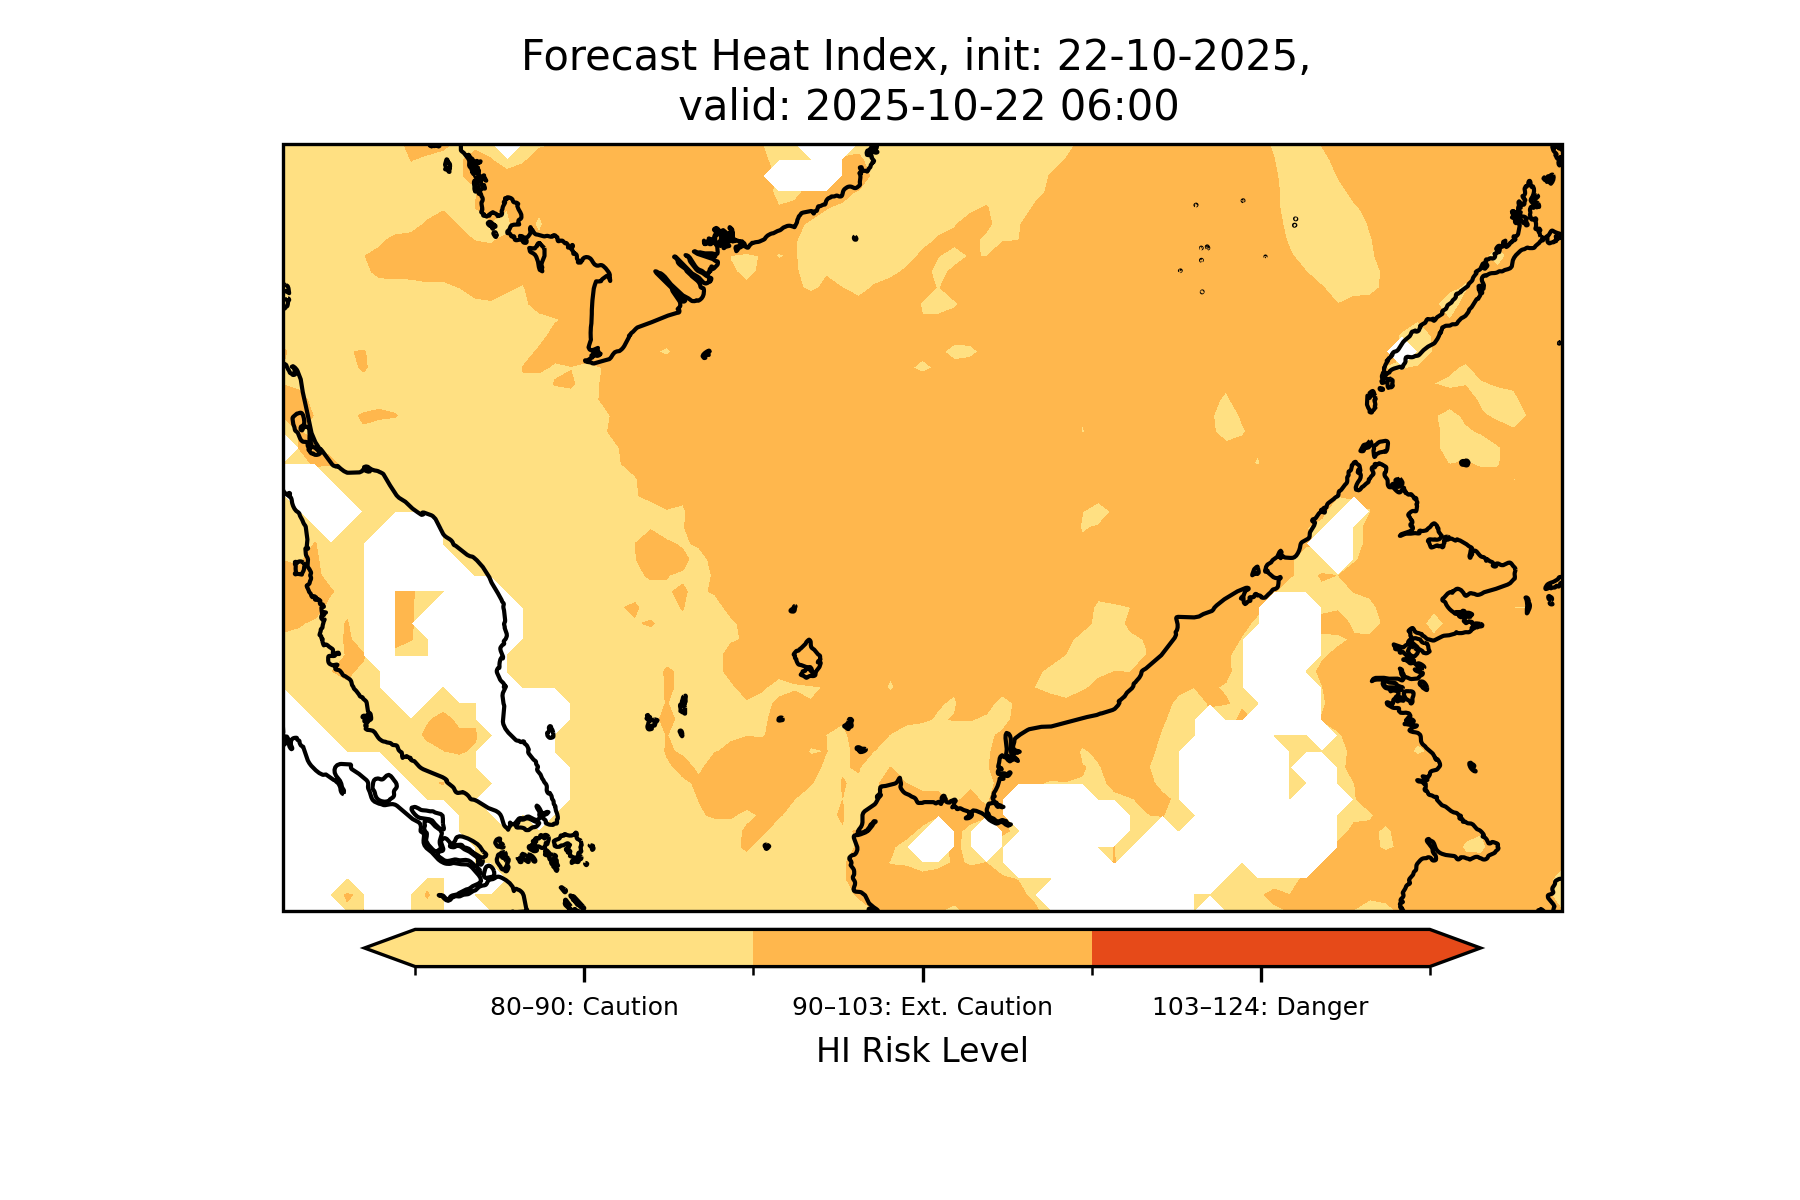 Forecast Heat Index, init: 22-10-2025,
valid: 2025-10-22 06:00
80–90: Caution
90–103: Ext. Caution
103–124: Danger
HI Risk Level